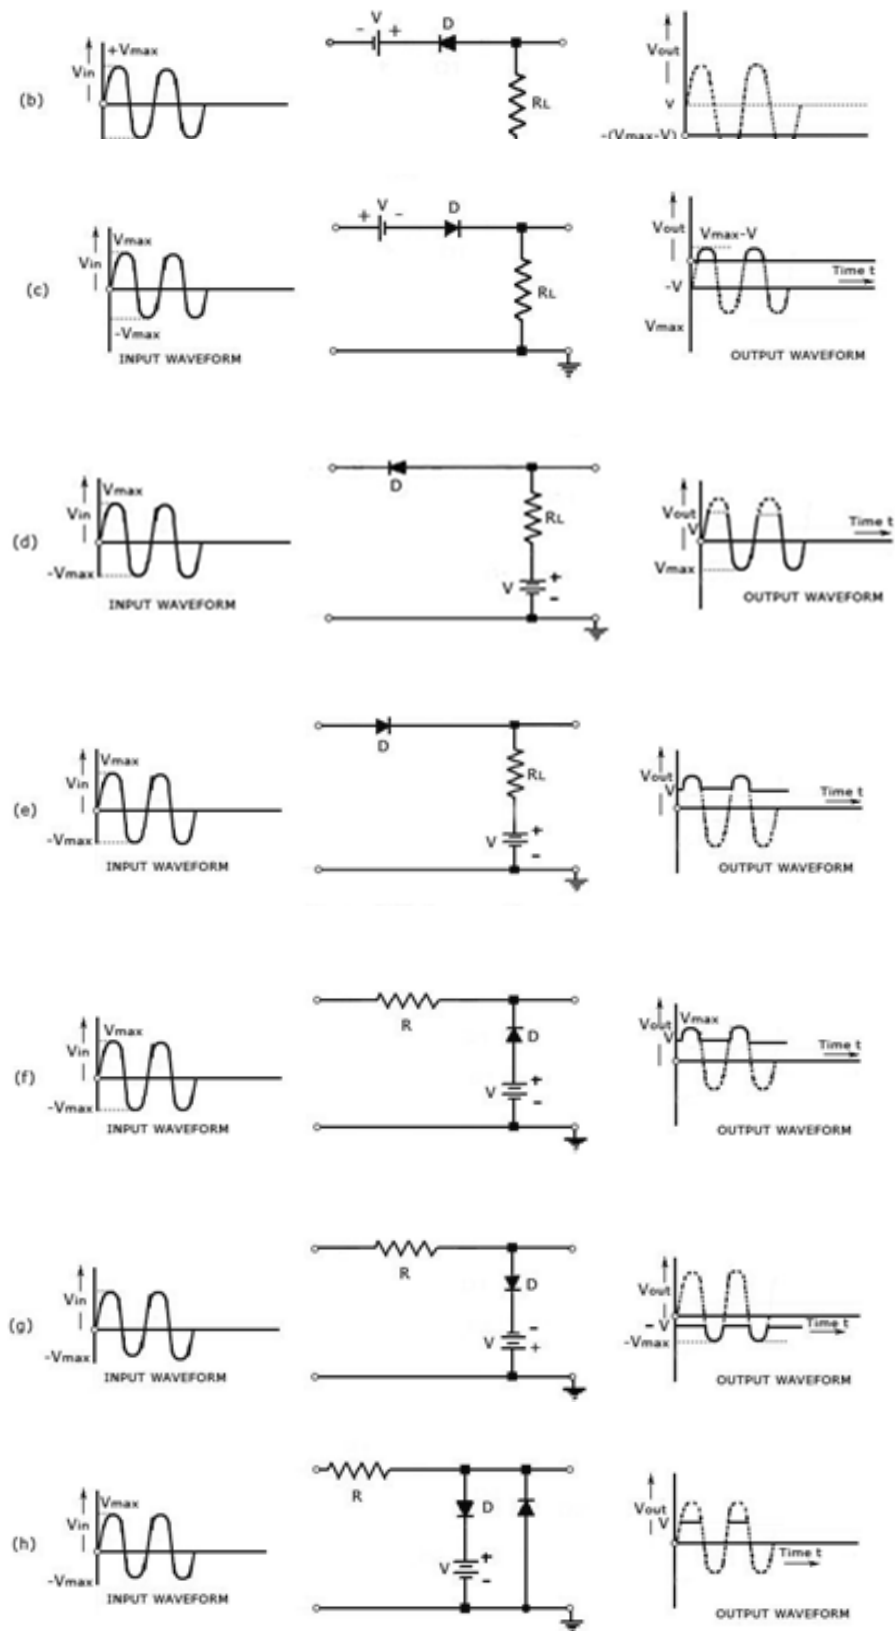 +Vmax
Vin
(b)
- V + D
RL
Vout
V
-(Vmax-V)
Vmax
Vin
(c)
-Vmax
INPUT WAVEFORM
+ V - D
RL
Vout Vmax-V
Time t
-V
Vmax
OUTPUT WAVEFORM
Vmax
Vin
(d)
-Vmax
INPUT WAVEFORM
D
RL
V + -
Vout
V
Time t
Vmax
OUTPUT WAVEFORM
Vmax
Vin
(e)
-Vmax
INPUT WAVEFORM
D
RL
V + -
Vout
V
Time t
OUTPUT WAVEFORM
Vmax
Vin
(f)
-Vmax
INPUT WAVEFORM
R
D
V + -
Vout Vmax
V
Time t
OUTPUT WAVEFORM
Vin
(g)
-Vmax
INPUT WAVEFORM
R
D
V - +
Vout
- V
Time t
-Vmax
OUTPUT WAVEFORM
Vmax
Vin
(h)
-Vmax
INPUT WAVEFORM
R
D
V + -
Vout
V
Time t
OUTPUT WAVEFORM